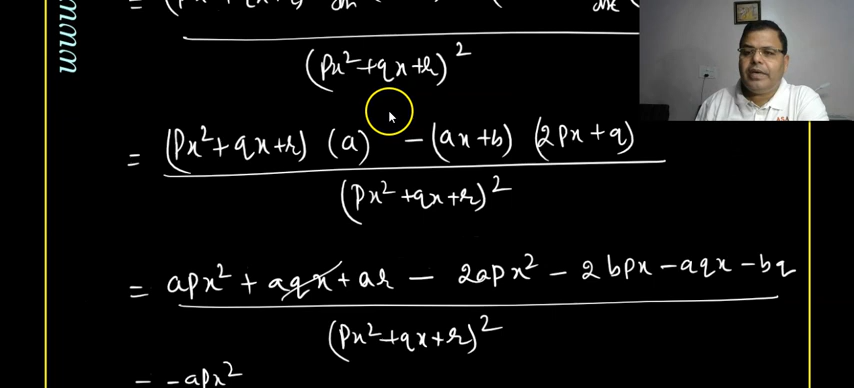 (px²+qx+r)²
= (px²+qx+r) (a) - (ax+b) (2px+q)
(px²+qx+r)²
= apx² + aqx + ar - 2apx² - 2bpx - aqx - bq
(px²+qx+r)²
= -apx²